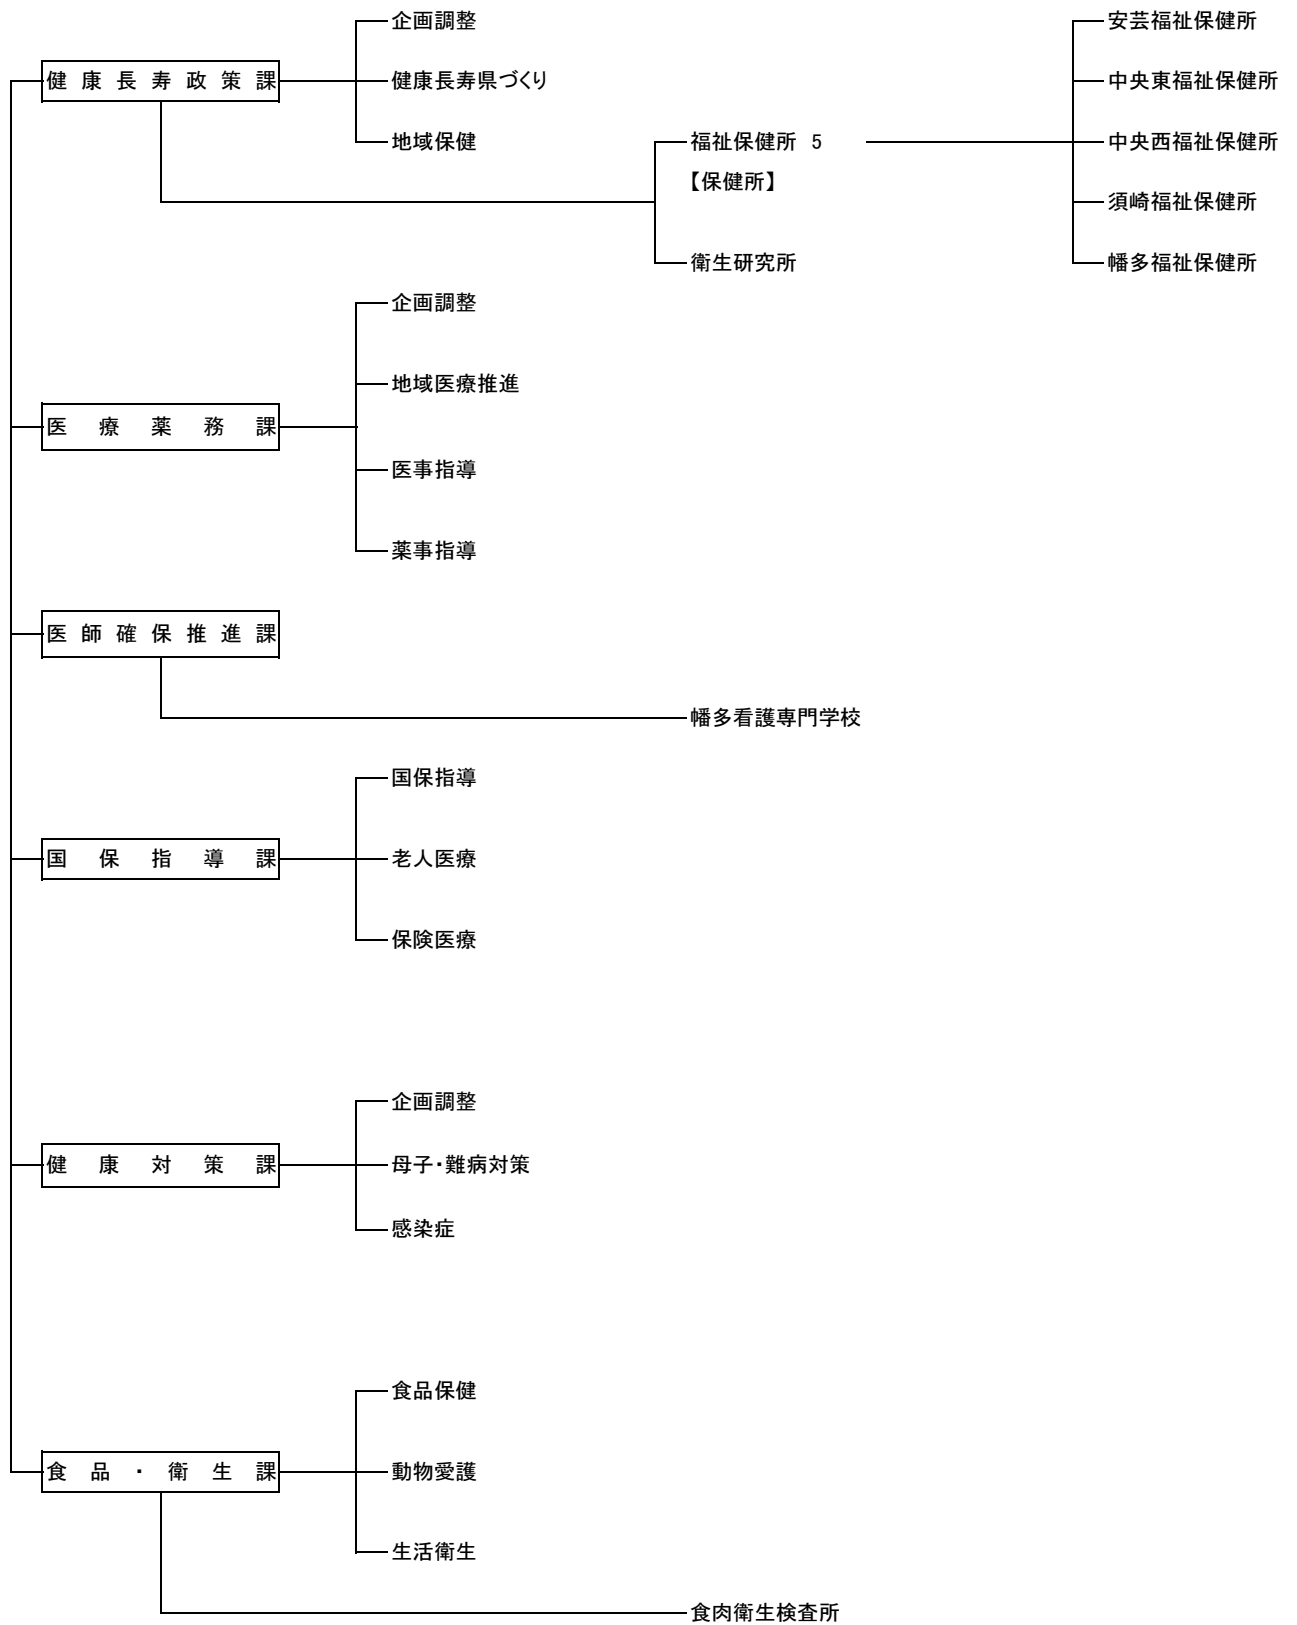 企画調整
安芸福祉保健所
健康長寿政策課
健康長寿県づくり
中央東福祉保健所
地域保健
福祉保健所 5
中央西福祉保健所
【保健所】
須崎福祉保健所
衛生研究所
幡多福祉保健所
企画調整
地域医療推進
医療薬務課
医事指導
薬事指導
医師確保推進課
幡多看護専門学校
国保指導
国保指導課
老人医療
保険医療
企画調整
健康対策課
母子・難病対策
感染症
食品保健
食品・衛生課
動物愛護
生活衛生
食肉衛生検査所